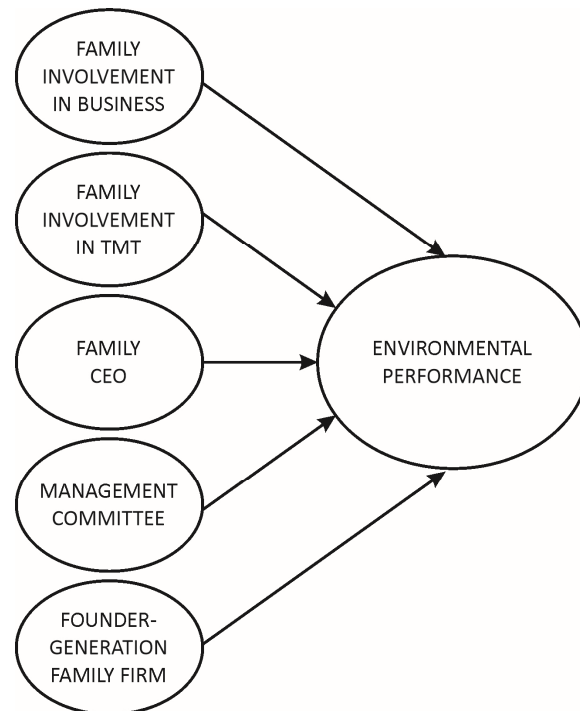 FAMILY
INVOLVEMENT
IN BUSINESS
FAMILY
INVOLVEMENT
IN TMT
FAMILY
CEO
MANAGEMENT
COMMITTEE
FOUNDER-
GENERATION
FAMILY FIRM
ENVIRONMENTAL
PERFORMANCE